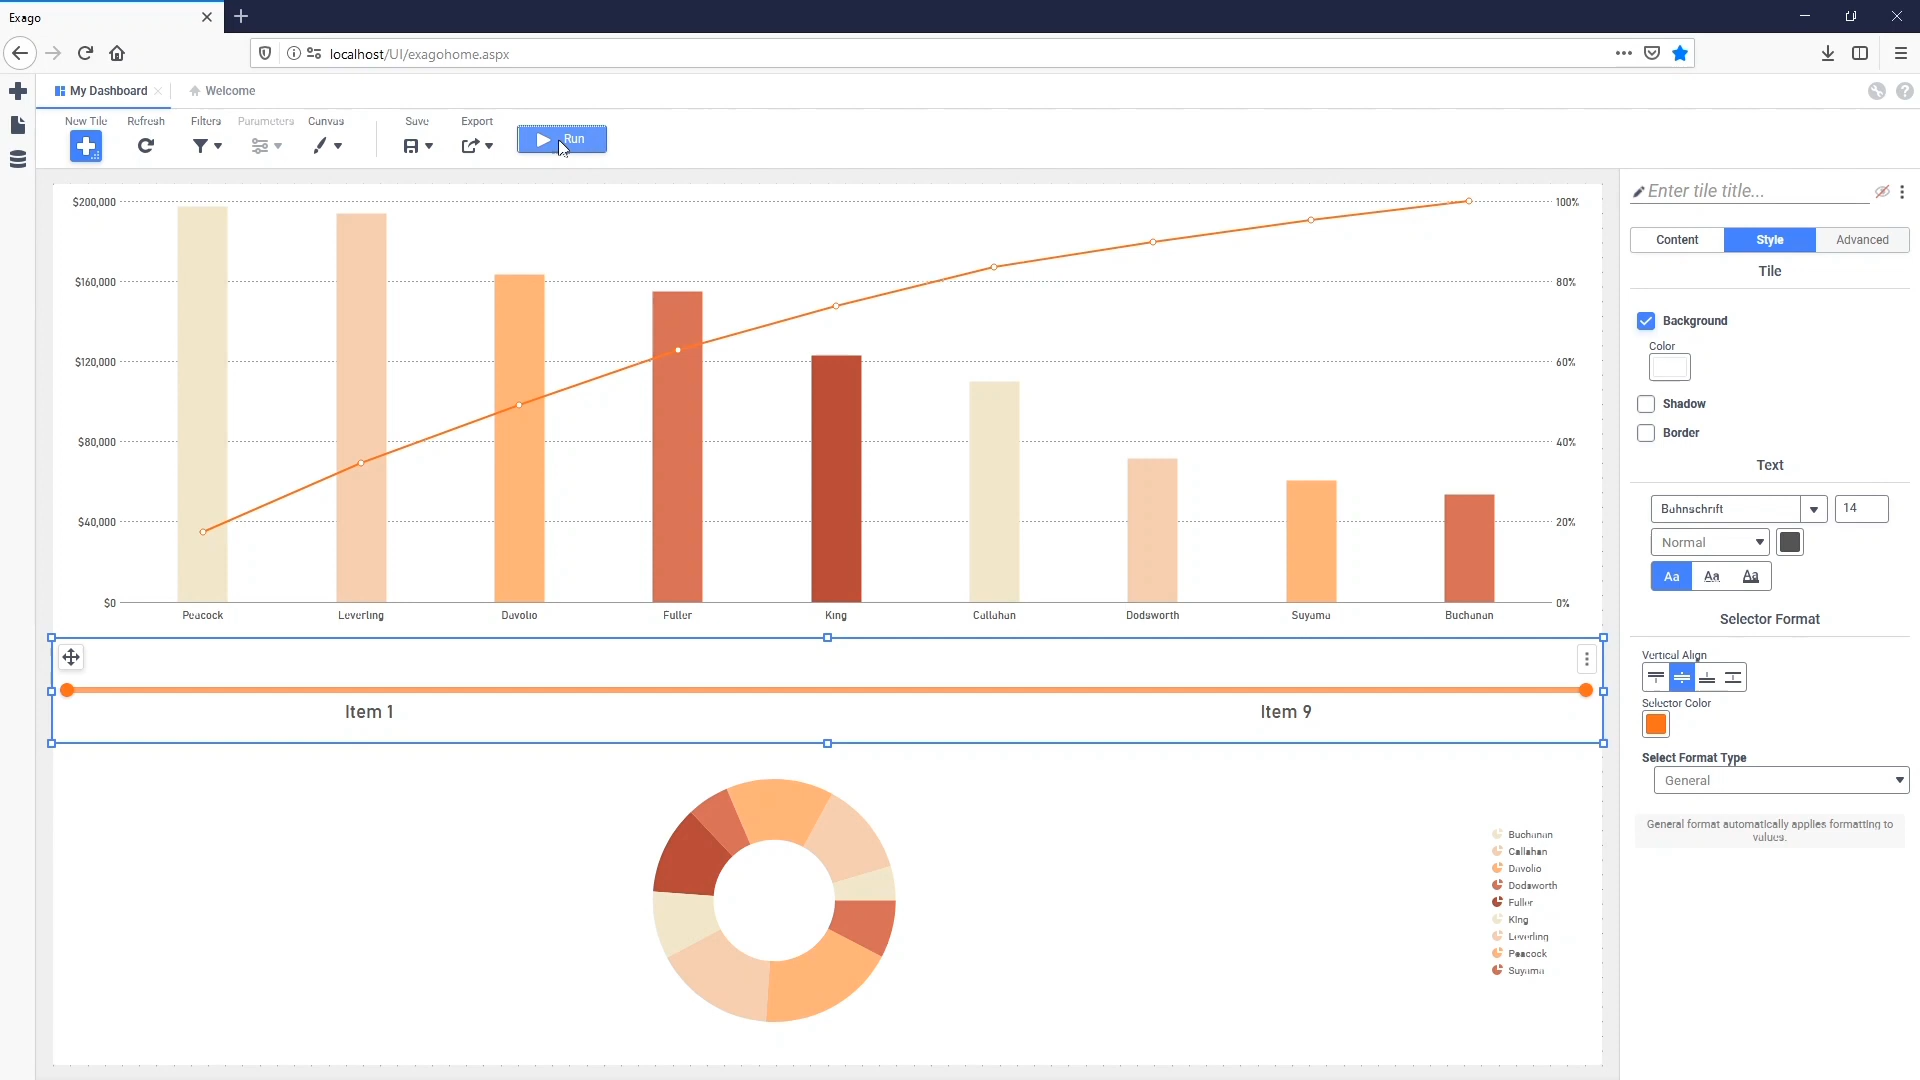 Exago
localhost/UI/exagohome.aspx
My Dashboard
Welcome
New Tile
Refresh
Filters
Parameters
Canvas
Save
Export
Run
Enter tile title...
Content
Style
Advanced
Tile
Background
Color
Shadow
Border
Text
Bahnschrift
14
Normal
Aa
Aa
Aa
Selector Format
Vertical Align
Selector Color
Select Format Type
General
General format automatically applies formatting to
values.
$200,000
$160,000
$120,000
$80,000
$40,000
$0
100%
80%
60%
40%
20%
0%
Peacock
Leverling
Davolio
Fuller
King
Callahan
Dodsworth
Suyama
Buchanan
Item 1
Item 9
Buchanan
Callahan
Davolio
Dodsworth
Fuller
King
Leverling
Peacock
Suyama